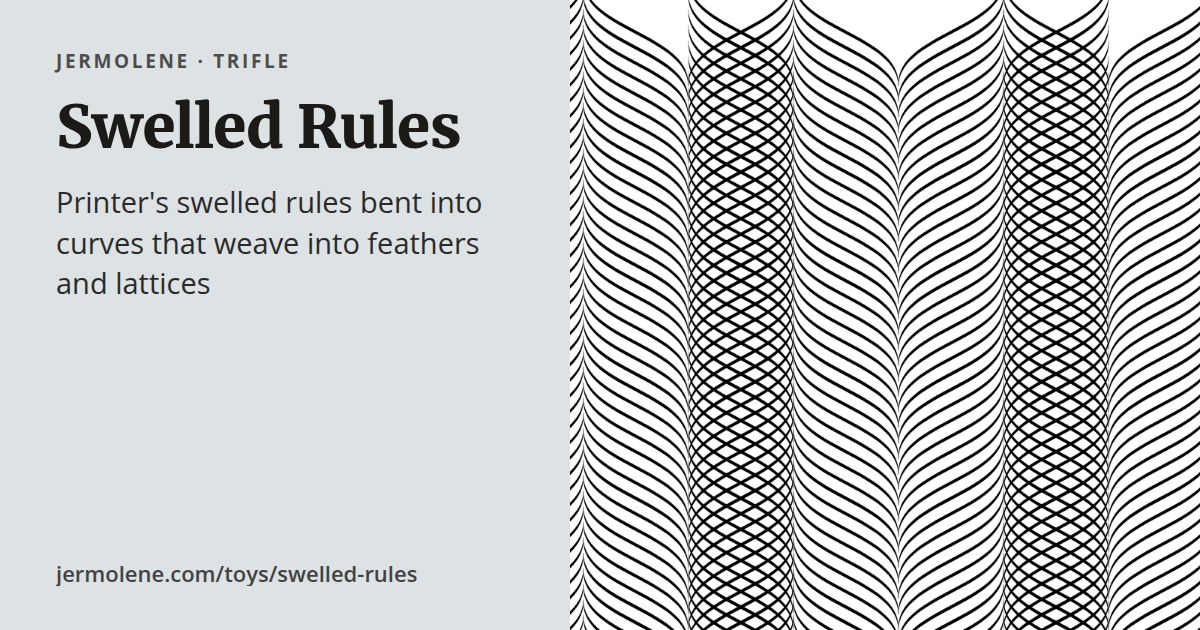 JERMOLENE · TRIFLE
Swelled Rules
Printer's swelled rules bent into
curves that weave into feathers
and lattices
jermolene.com/toys/swelled-rules